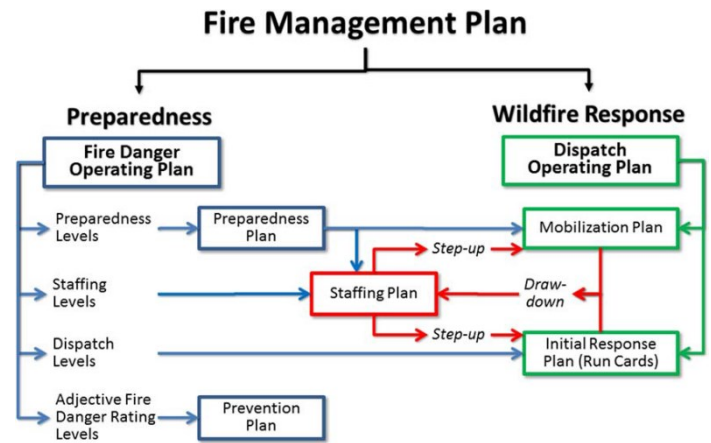 Fire Management Plan
Preparedness
Wildfire Response
Fire Danger
Operating Plan
Dispatch
Operating Plan
Preparedness
Levels
Preparedness
Plan
Step-up
Mobilization Plan
Staffing
Levels
Staffing Plan
Draw-
down
Step-up
Dispatch
Levels
Initial Response
Plan (Run Cards)
Adjective Fire
Danger Rating
Levels
Prevention
Plan